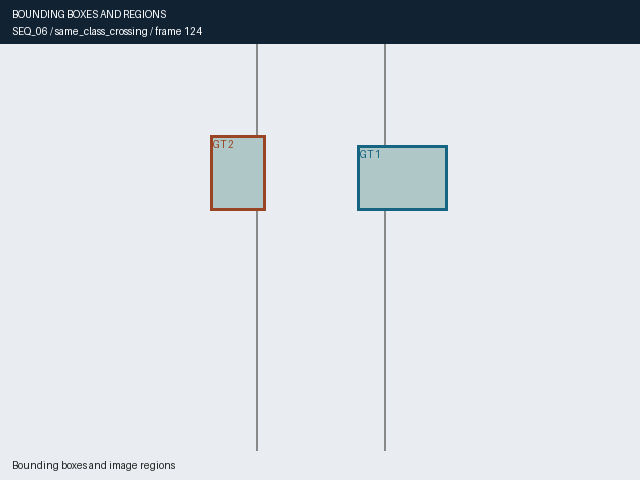 BOUNDING BOXES AND REGIONS
SEQ_06 / same_class_crossing / frame 124
GT2
GT1
Bounding boxes and image regions